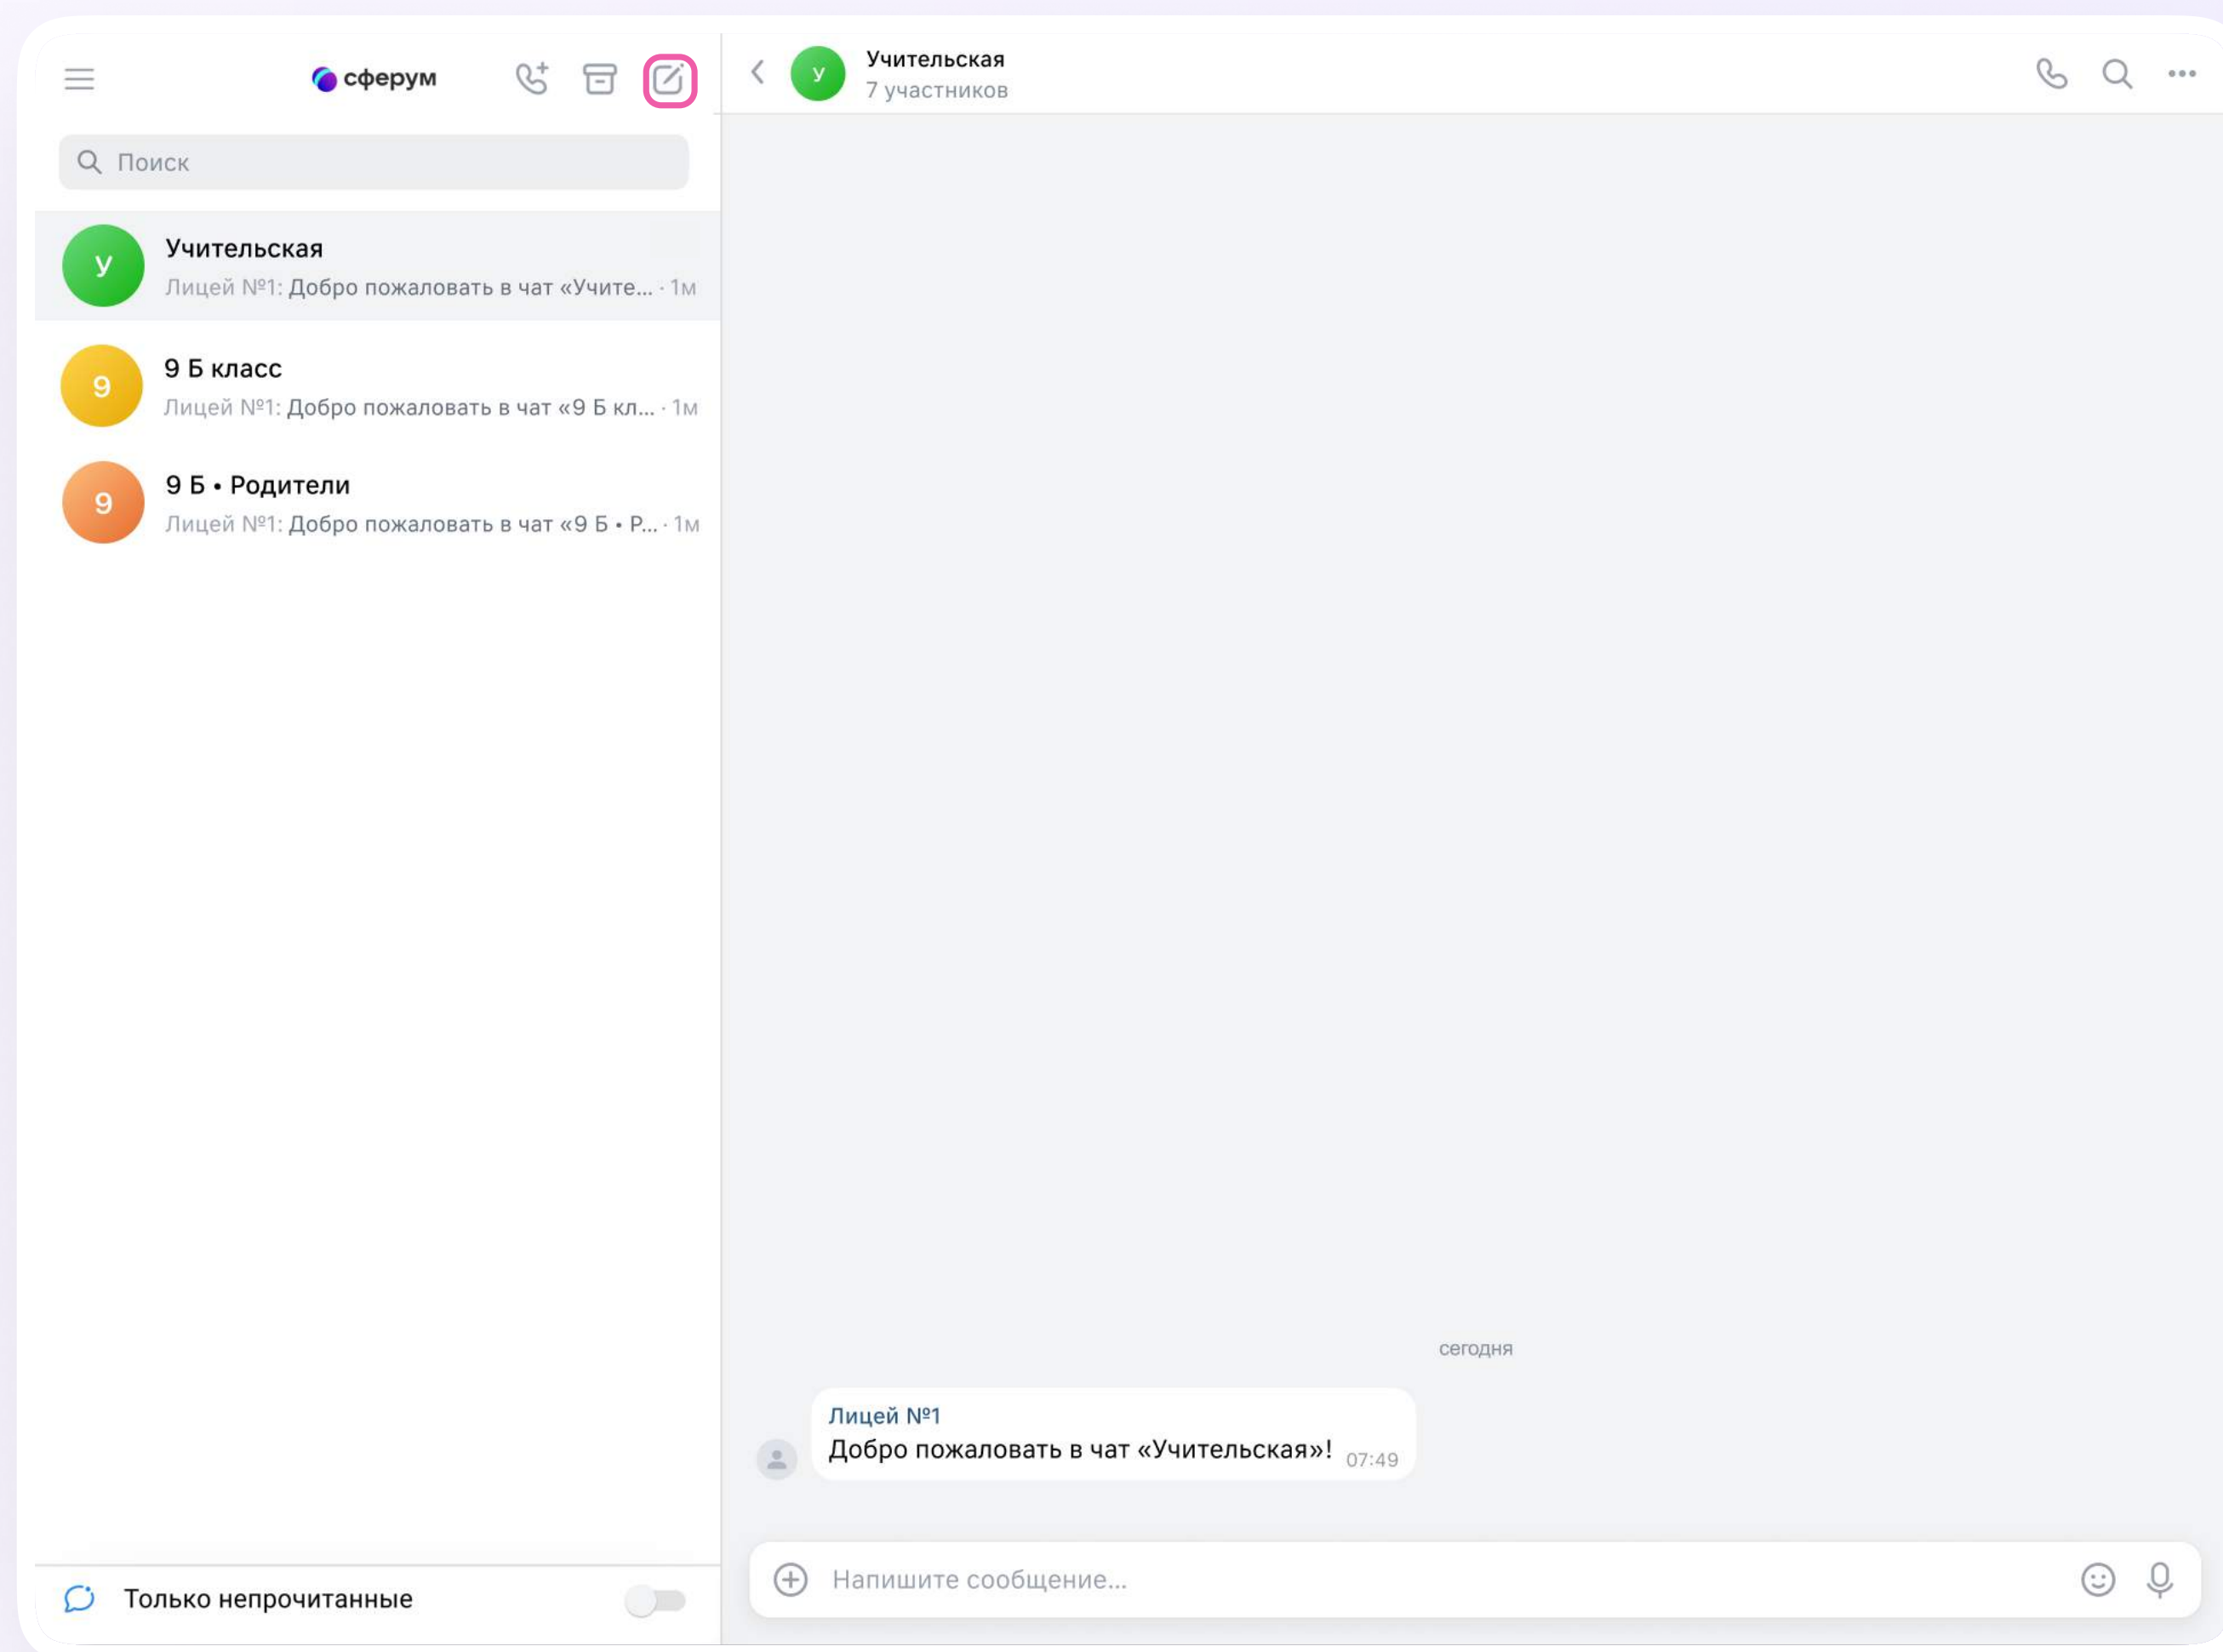 сферум
Поиск
У
Учительская
Лицей №1: Добро пожаловать в чат «Учите... · 1м
9
9 Б класс
Лицей №1: Добро пожаловать в чат «9 Б кл... · 1м
9
9 Б • Родители
Лицей №1: Добро пожаловать в чат «9 Б • Р... · 1м
Только непрочитанные
У
Учительская
7 участников
сегодня
Лицей №1
Добро пожаловать в чат «Учительская»! 07:49
Напишите сообщение...